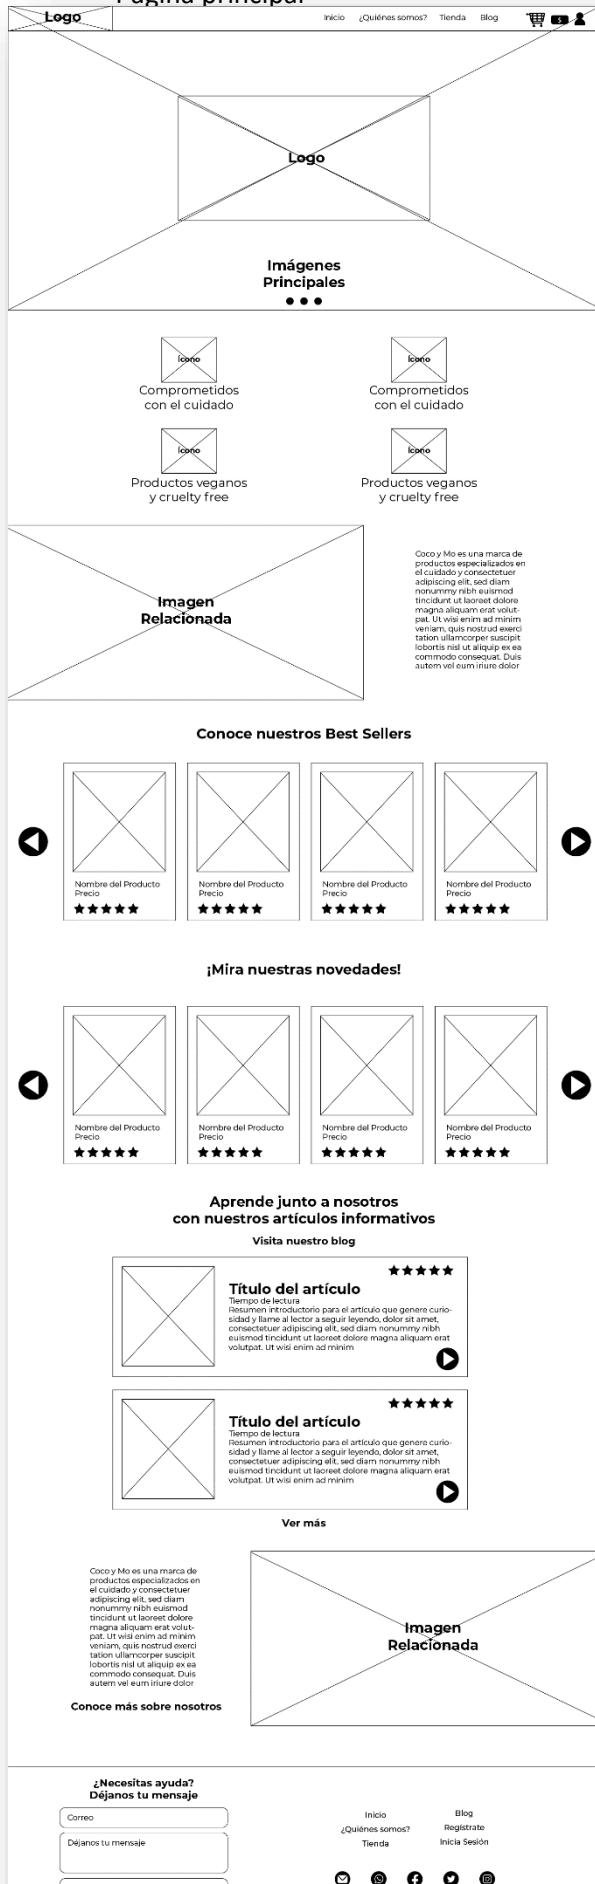 Página principal
Logo
Inicio ¿Quiénes somos? Tienda Blog
$
Logo
Imágenes
Principales
Ícono
Comprometidos
con el cuidado
Ícono
Comprometidos
con el cuidado
Ícono
Productos veganos
y cruelty free
Ícono
Productos veganos
y cruelty free
Imagen
Relacionada
Coco y Mo es una marca de
productos especializados en
el cuidado y consectetuer
adipiscing elit, sed diam
nonummy nibh euismod
tincidunt ut laoreet dolore
magna aliquam erat volut-
pat. Ut wisi enim ad minim
veniam, quis nostrud exerci
tation ullamcorper suscipit
lobortis nisl ut aliquip ex ea
commodo consequat. Duis
autem vel eum iriure dolor
Conoce nuestros Best Sellers
Nombre del Producto
Precio
Nombre del Producto
Precio
Nombre del Producto
Precio
Nombre del Producto
Precio
¡Mira nuestras novedades!
Nombre del Producto
Precio
Nombre del Producto
Precio
Nombre del Producto
Precio
Nombre del Producto
Precio
Aprende junto a nosotros
con nuestros artículos informativos
Visita nuestro blog
Título del artículo
Tiempo de lectura
Resumen introductorio para el artículo que genere curio-
sidad y llame al lector a seguir leyendo, dolor sit amet,
consectetuer adipiscing elit, sed diam nonummy nibh
euismod tincidunt ut laoreet dolore magna aliquam erat
volutpat. Ut wisi enim ad minim
Título del artículo
Tiempo de lectura
Resumen introductorio para el artículo que genere curio-
sidad y llame al lector a seguir leyendo, dolor sit amet,
consectetuer adipiscing elit, sed diam nonummy nibh
euismod tincidunt ut laoreet dolore magna aliquam erat
volutpat. Ut wisi enim ad minim
Ver más
Coco y Mo es una marca de
productos especializados en
el cuidado y consectetuer
adipiscing elit, sed diam
nonummy nibh euismod
tincidunt ut laoreet dolore
magna aliquam erat volut-
pat. Ut wisi enim ad minim
veniam, quis nostrud exerci
tation ullamcorper suscipit
lobortis nisl ut aliquip ex ea
commodo consequat. Duis
autem vel eum iriure dolor
Conoce más sobre nosotros
Imagen
Relacionada
¿Necesitas ayuda?
Déjanos tu mensaje
Correo
Déjanos tu mensaje
Inicio
¿Quiénes somos?
Tienda
Blog
Regístrate
Inicia Sesión